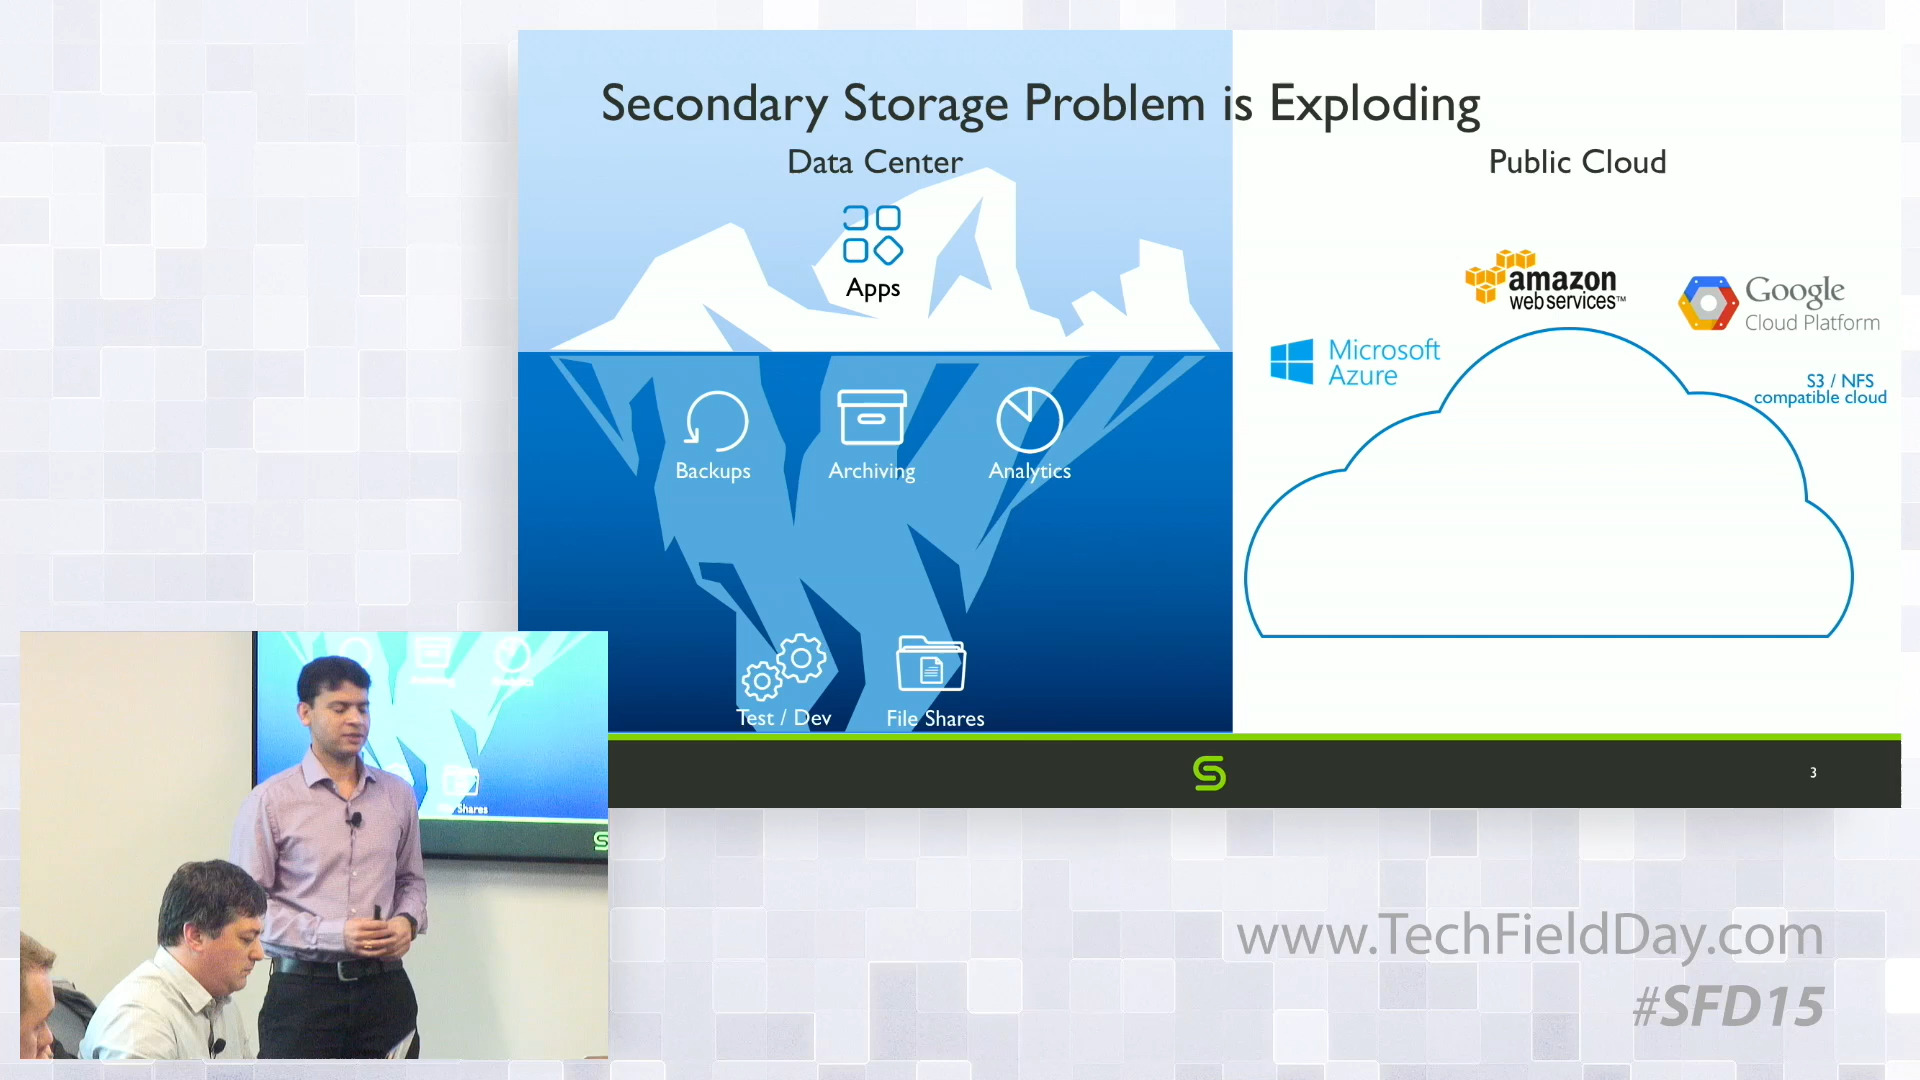 Secondary Storage Problem is Exploding
Data Center
Public Cloud
Apps
amazon
web services™
Google
Cloud Platform
Microsoft
Azure
S3 / NFS
compatible cloud
Backups
Archiving
Analytics
Test / Dev
File Shares
3
Shares
www.TechFieldDay.com
#SFD15